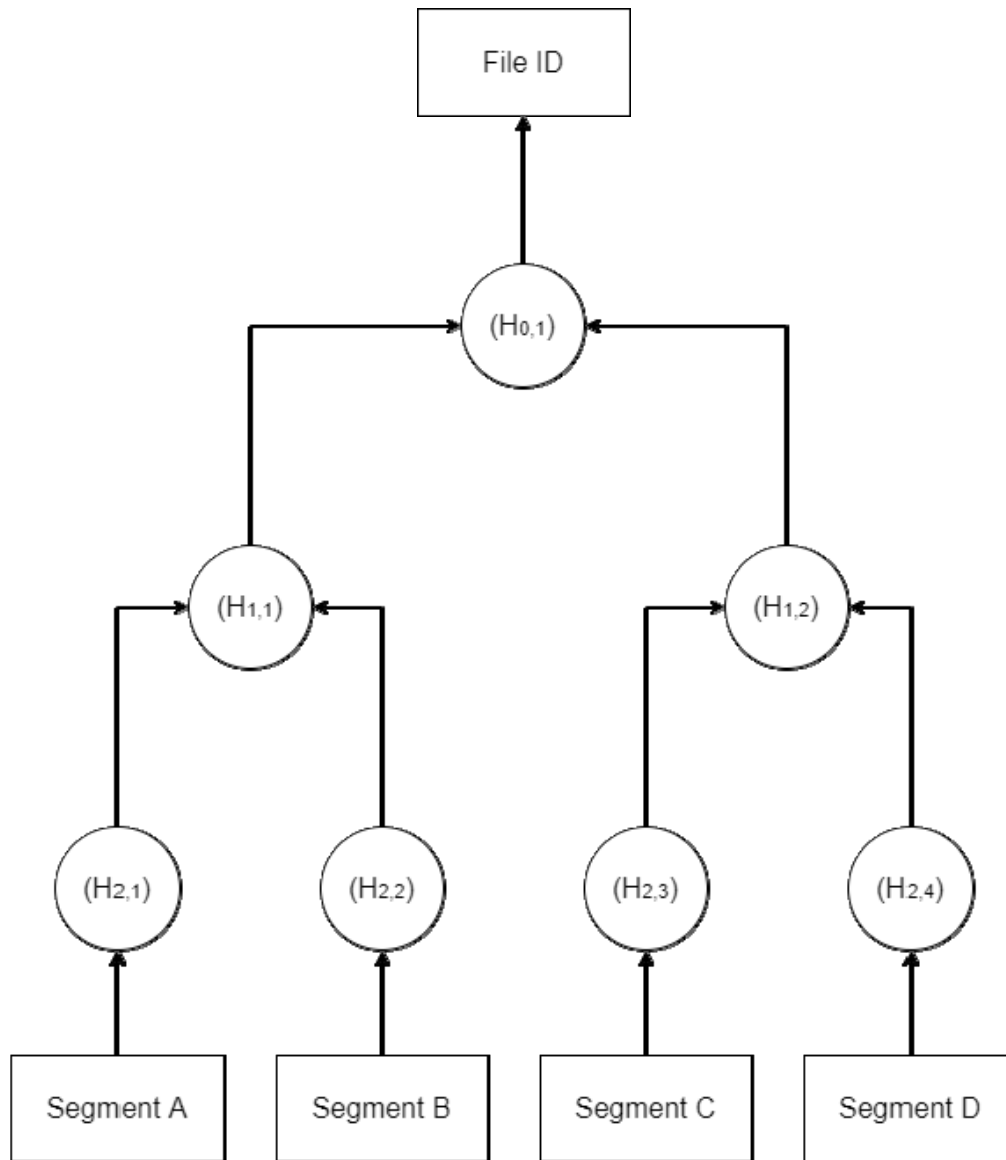 File ID
(H0,1)
(H1,1)
(H1,2)
(H2,1)
(H2,2)
(H2,3)
(H2,4)
Segment A
Segment B
Segment C
Segment D